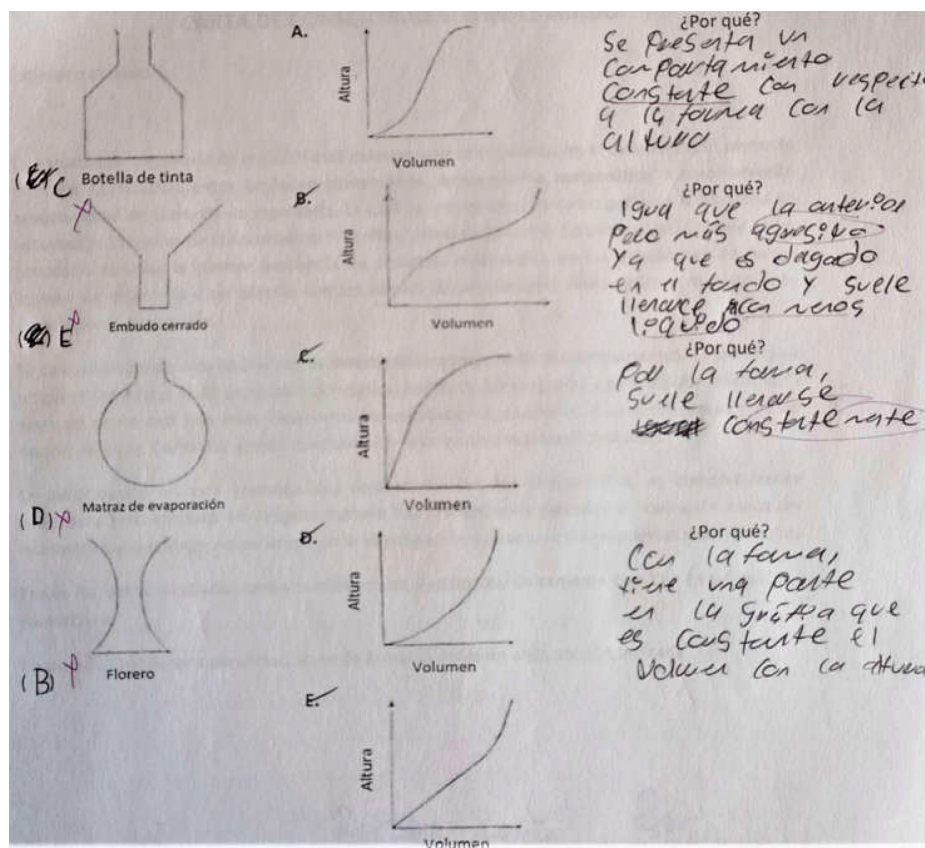 A.
Altura
Volumen
¿Por qué?
Se Presenta un
Comportamiento
Constante con respecto
a la forma con la
altura
( C Botella de tinta
B.
Altura
Volumen
¿Por qué?
Igual que la anterior
Pero más agresiva
Ya que es dagado
en el fondo Y suele
llenarce con menos
liquido
( E Embudo cerrado
C.
Altura
Volumen
¿Por qué?
Por la forma,
Suele llenarse
constantemente
(D) Matraz de evaporación
D.
Altura
Volumen
¿Por qué?
Con la forma,
tiene una parte
en la gráfica que
es constante el
Volumen con la altura
(B) Florero
E.
Altura
Volumen